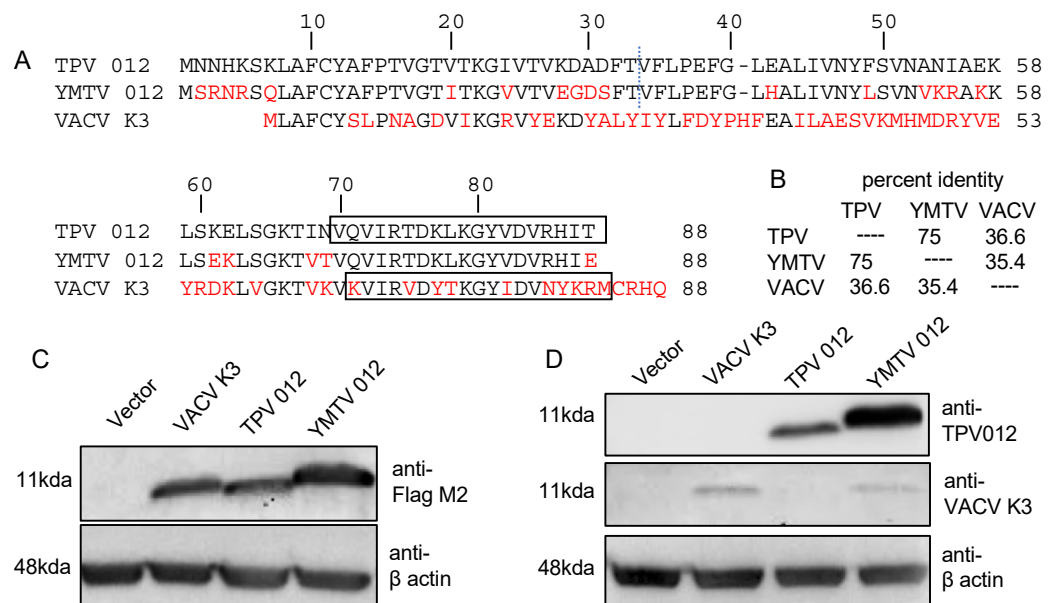 10 20 30 40 50
A
TPV 012 MNNHKSKLAFCYAFPTVGTVTKGIVTVKDADFTVFLPEFG-LEALIVNYFSVNANIAEK 58
YMTV 012 MSRNRSQLAFCYAFPTVGTITKGVVTVEGDSFTVFLPEFG-LHALIVNYLSVNVKRAKK 58
VACV K3 MLAFCYSLPNAGDVIKGRVYEKDYALYIYLFDYPHFEAILAESVKMHMDRYVE 53
60 70 80
TPV 012 LSKELSGKTINVQVIRTDKLKGYVDVRHIT 88
YMTV 012 LSEKLSGKTVTVQVIRTDKLKGYVDVRHIE 88
VACV K3 YRDKLVGKTVKVKVIRVDYTKGYIDVNYKRMCRHQ 88
B percent identity
TPV YMTV VACV
TPV ---- 75 36.6
YMTV 75 ---- 35.4
VACV 36.6 35.4 ----
C
Vector VACV K3 TPV 012 YMTV 012
11kda anti-
Flag M2
48kda anti-
β actin
D
Vector VACV K3 TPV 012 YMTV 012
11kda anti-
TPV012
11kda anti-
VACV K3
48kda anti-
β actin